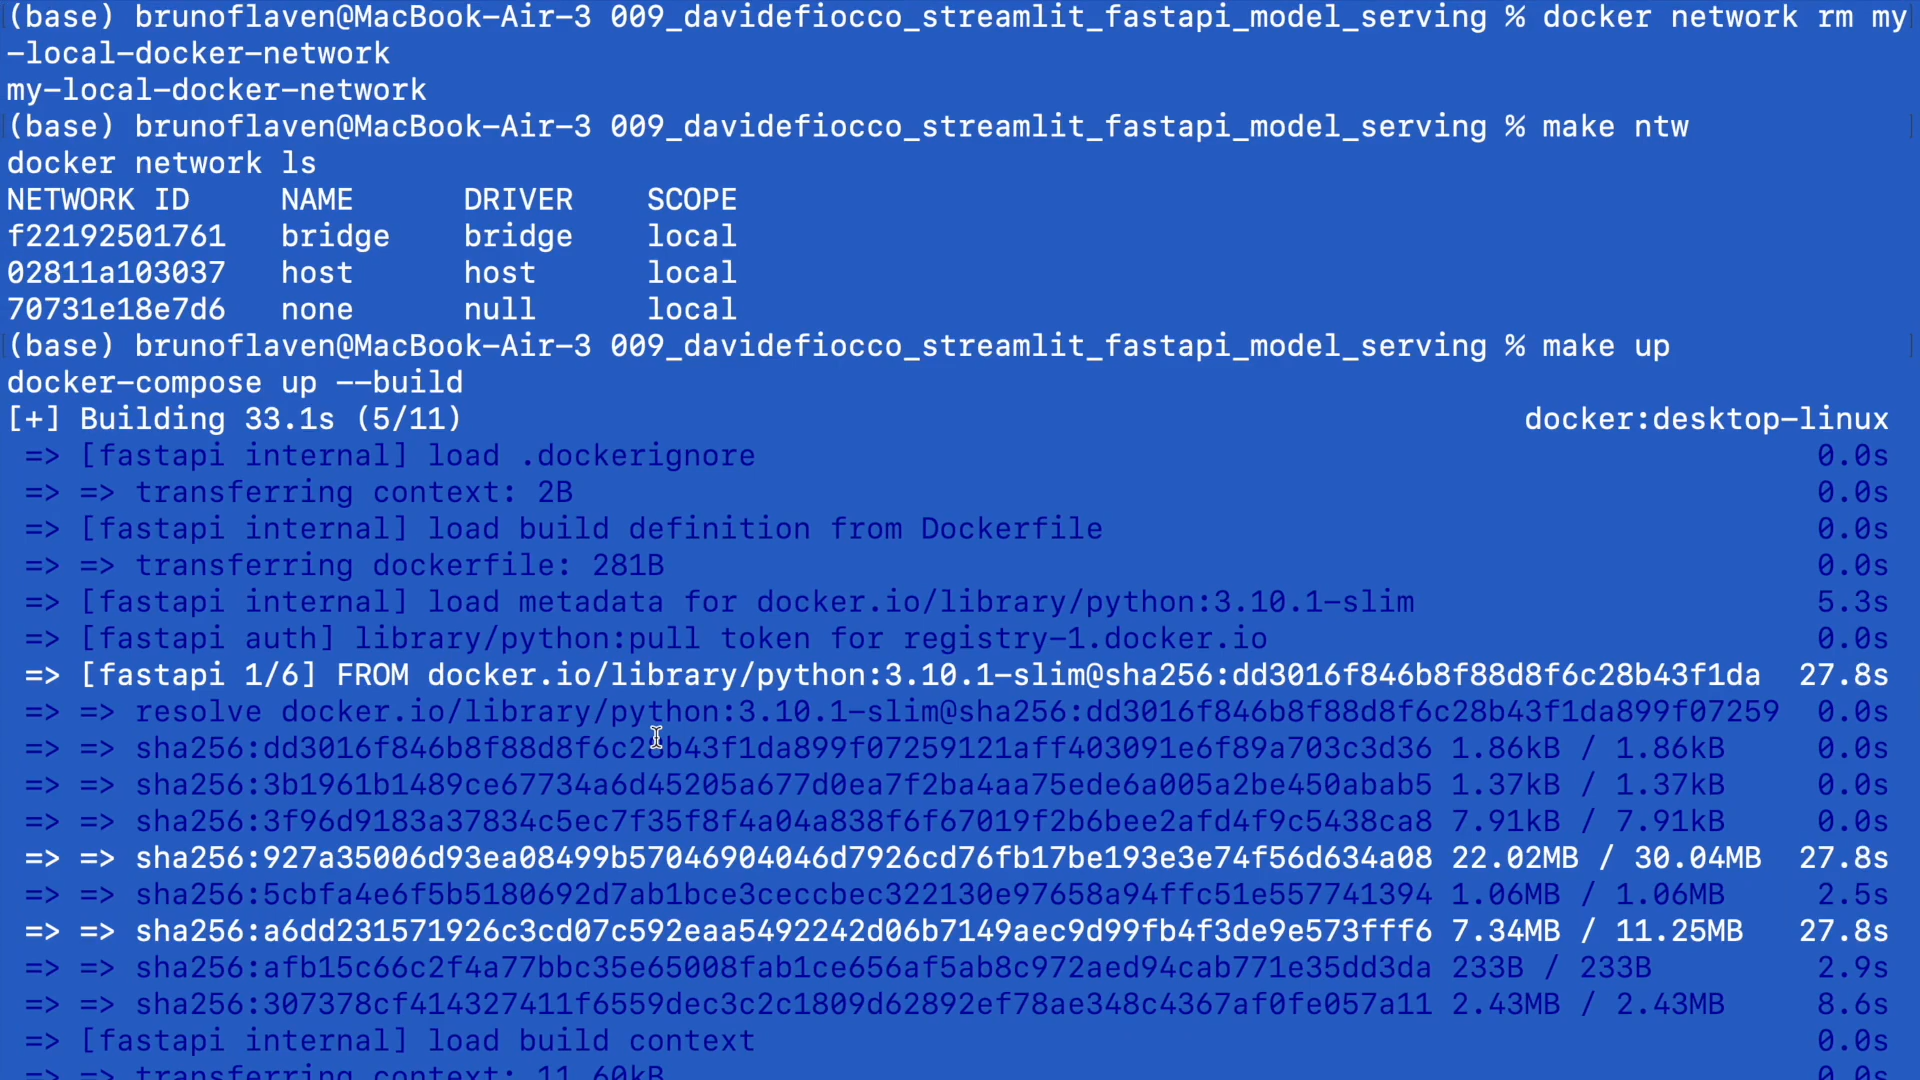 (base) brunoflaven@MacBook-Air-3 009_davidefiocco_streamlit_fastapi_model_serving % docker network rm my
-local-docker-network
my-local-docker-network
(base) brunoflaven@MacBook-Air-3 009_davidefiocco_streamlit_fastapi_model_serving % make ntw
docker network ls
NETWORK ID     NAME      DRIVER    SCOPE
f22192501761   bridge    bridge    local
02811a103037   host      host      local
70731e18e7d6   none      null      local
(base) brunoflaven@MacBook-Air-3 009_davidefiocco_streamlit_fastapi_model_serving % make up
docker-compose up --build
[+] Building 33.1s (5/11)                                                          docker:desktop-linux
 => [fastapi internal] load .dockerignore                                                          0.0s
 => => transferring context: 2B                                                                    0.0s
 => [fastapi internal] load build definition from Dockerfile                                       0.0s
 => => transferring dockerfile: 281B                                                               0.0s
 => [fastapi internal] load metadata for docker.io/library/python:3.10.1-slim                      5.3s
 => [fastapi auth] library/python:pull token for registry-1.docker.io                              0.0s
 => [fastapi 1/6] FROM docker.io/library/python:3.10.1-slim@sha256:dd3016f846b8f88d8f6c28b43f1da  27.8s
 => => resolve docker.io/library/python:3.10.1-slim@sha256:dd3016f846b8f88d8f6c28b43f1da899f07259  0.0s
 => => sha256:dd3016f846b8f88d8f6c28b43f1da899f07259121aff403091e6f89a703c3d36 1.86kB / 1.86kB     0.0s
 => => sha256:3b1961b1489ce67734a6d45205a677d0ea7f2ba4aa75ede6a005a2be450abab5 1.37kB / 1.37kB     0.0s
 => => sha256:3f96d9183a37834c5ec7f35f8f4a04a838f6f67019f2b6bee2afd4f9c5438ca8 7.91kB / 7.91kB     0.0s
 => => sha256:927a35006d93ea08499b57046904046d7926cd76fb17be193e3e74f56d634a08 22.02MB / 30.04MB  27.8s
 => => sha256:5cbfa4e6f5b5180692d7ab1bce3ceccbec322130e97658a94ffc51e557741394 1.06MB / 1.06MB     2.5s
 => => sha256:a6dd231571926c3cd07c592eaa5492242d06b7149aec9d99fb4f3de9e573fff6 7.34MB / 11.25MB   27.8s
 => => sha256:afb15c66c2f4a77bbc35e65008fab1ce656af5ab8c972aed94cab771e35dd3da 233B / 233B         2.9s
 => => sha256:307378cf414327411f6559dec3c2c1809d62892ef78ae348c4367af0fe057a11 2.43MB / 2.43MB     8.6s
 => [fastapi internal] load build context                                                          0.0s
 => => transferring context: 11.60kB                                                               0.0s